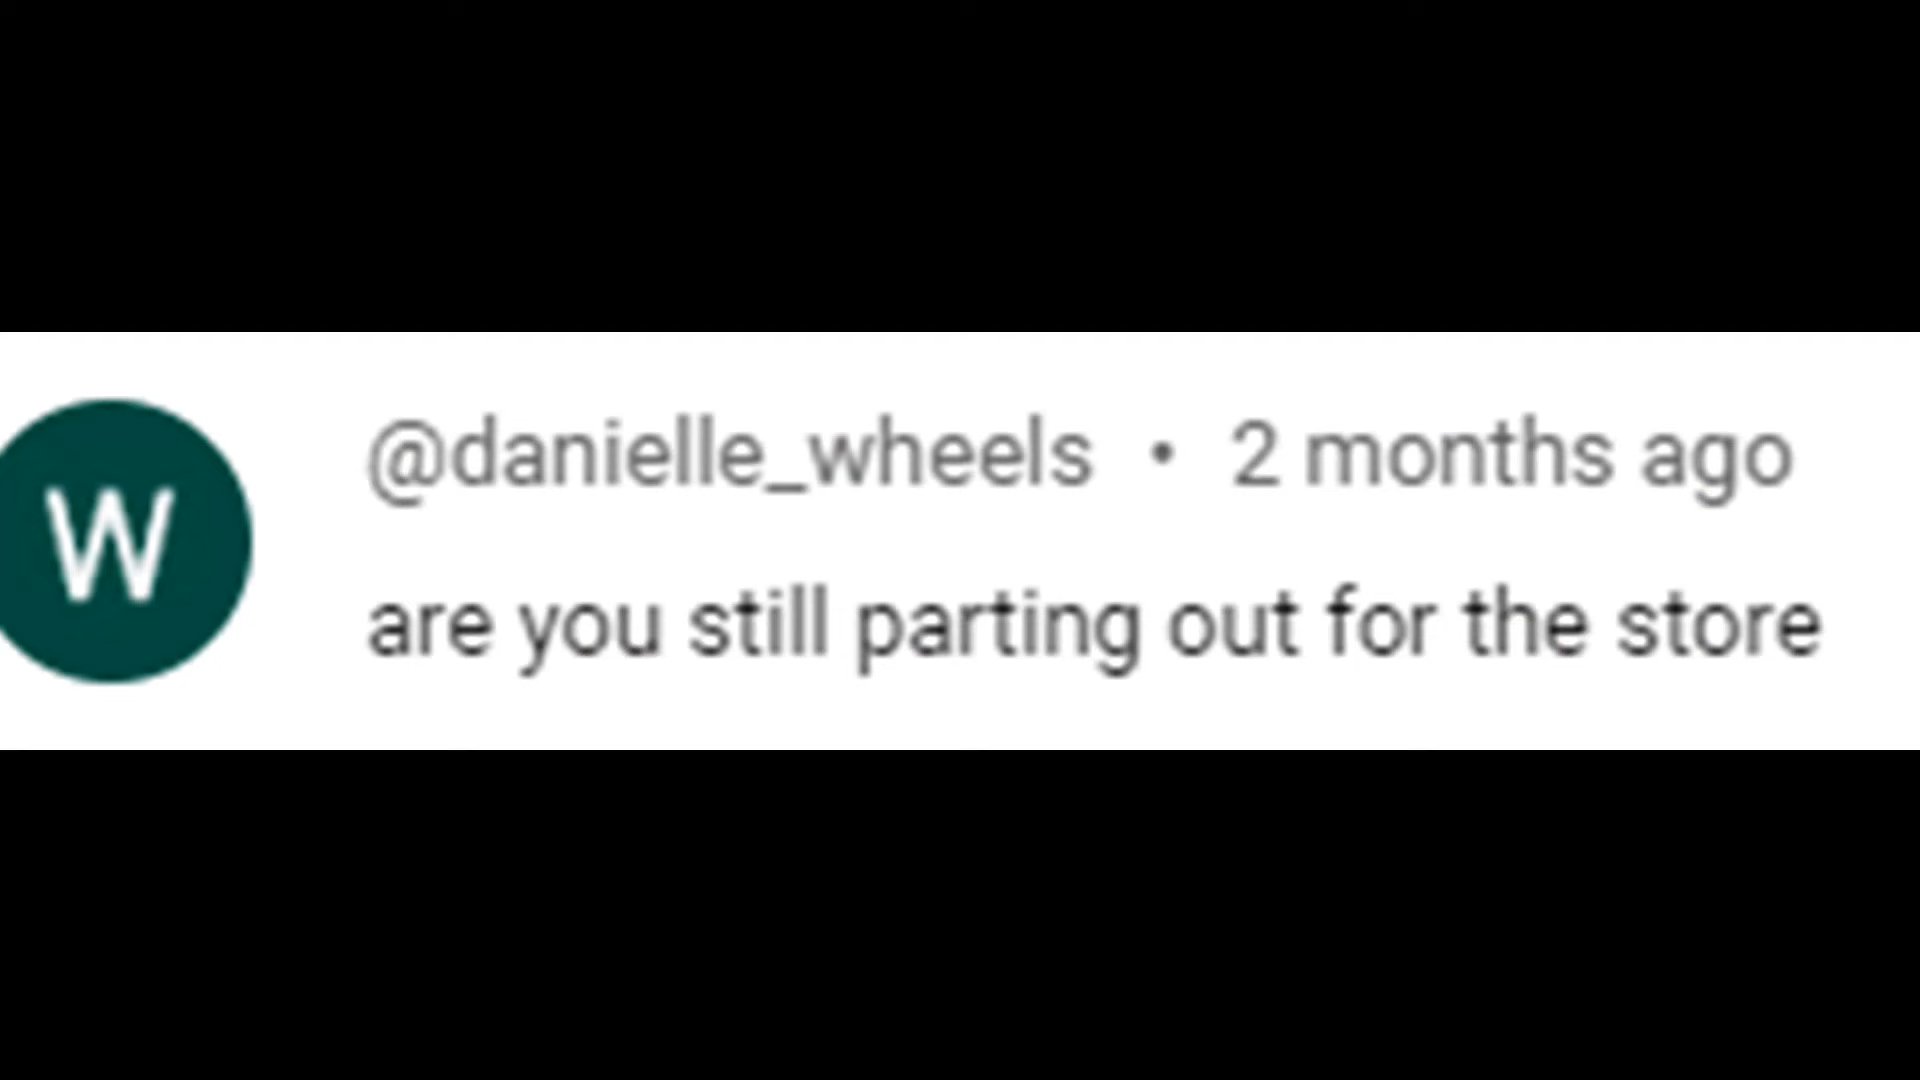 W
@danielle_wheels • 2 months ago
are you still parting out for the store